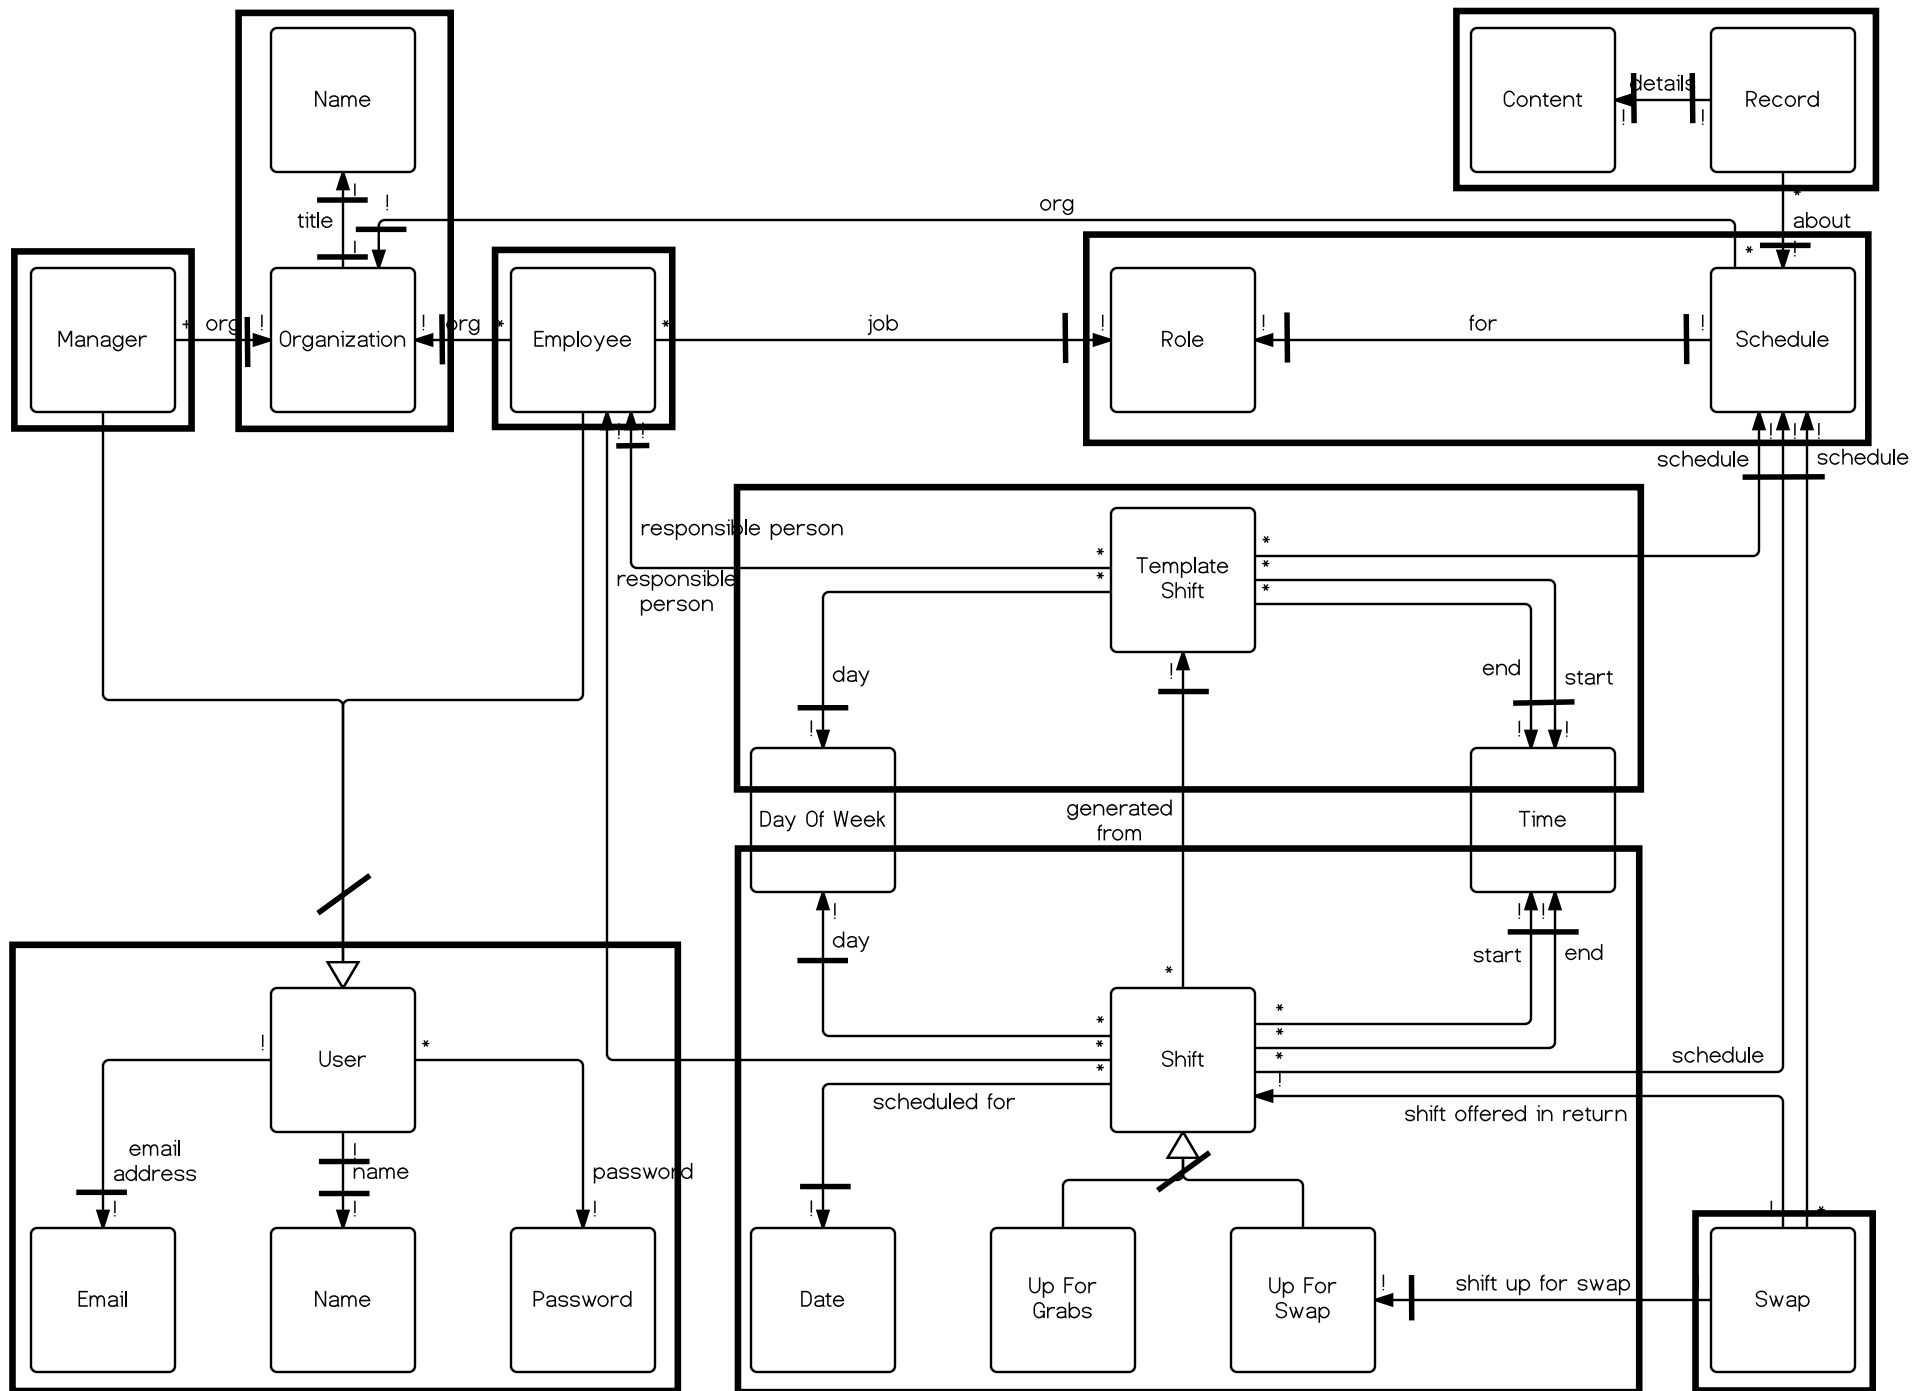 Name
Content
details
Record
!
!
!
*
title
!
org
about
!
!
*
Manager
+
org
!
Organization
!
org
*
Employee
*
job
!
Role
!
for
!
Schedule
!
!
!
!
!
schedule
schedule
responsible person
responsible
person
*
*
Template
Shift
*
*
*
day
!
end
start
!
!
!
Day Of Week
generated
from
Time
!
day
!
!
start
end
*
User
!
*
*
*
*
Shift
*
*
*
schedule
!
scheduled for
shift offered in return
email
address
!
name
password
!
!
!
!
!
*
Email
Name
Password
Date
Up For
Grabs
Up For
Swap
!
shift up for swap
Swap